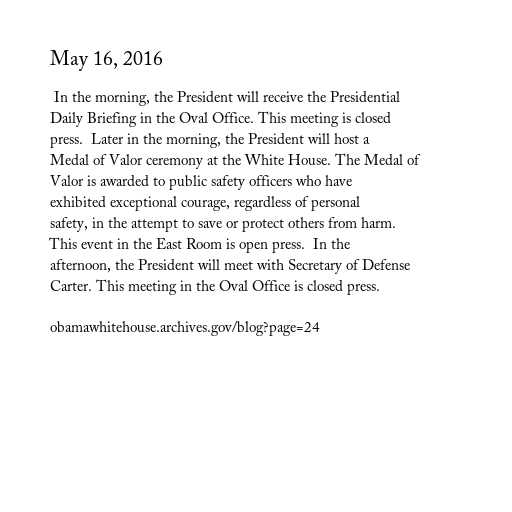 May 16, 2016
In the morning, the President will receive the Presidential
Daily Briefing in the Oval Office. This meeting is closed
press.  Later in the morning, the President will host a
Medal of Valor ceremony at the White House. The Medal of
Valor is awarded to public safety officers who have
exhibited exceptional courage, regardless of personal
safety, in the attempt to save or protect others from harm.
This event in the East Room is open press.  In the
afternoon, the President will meet with Secretary of Defense
Carter. This meeting in the Oval Office is closed press.
obamawhitehouse.archives.gov/blog?page=24